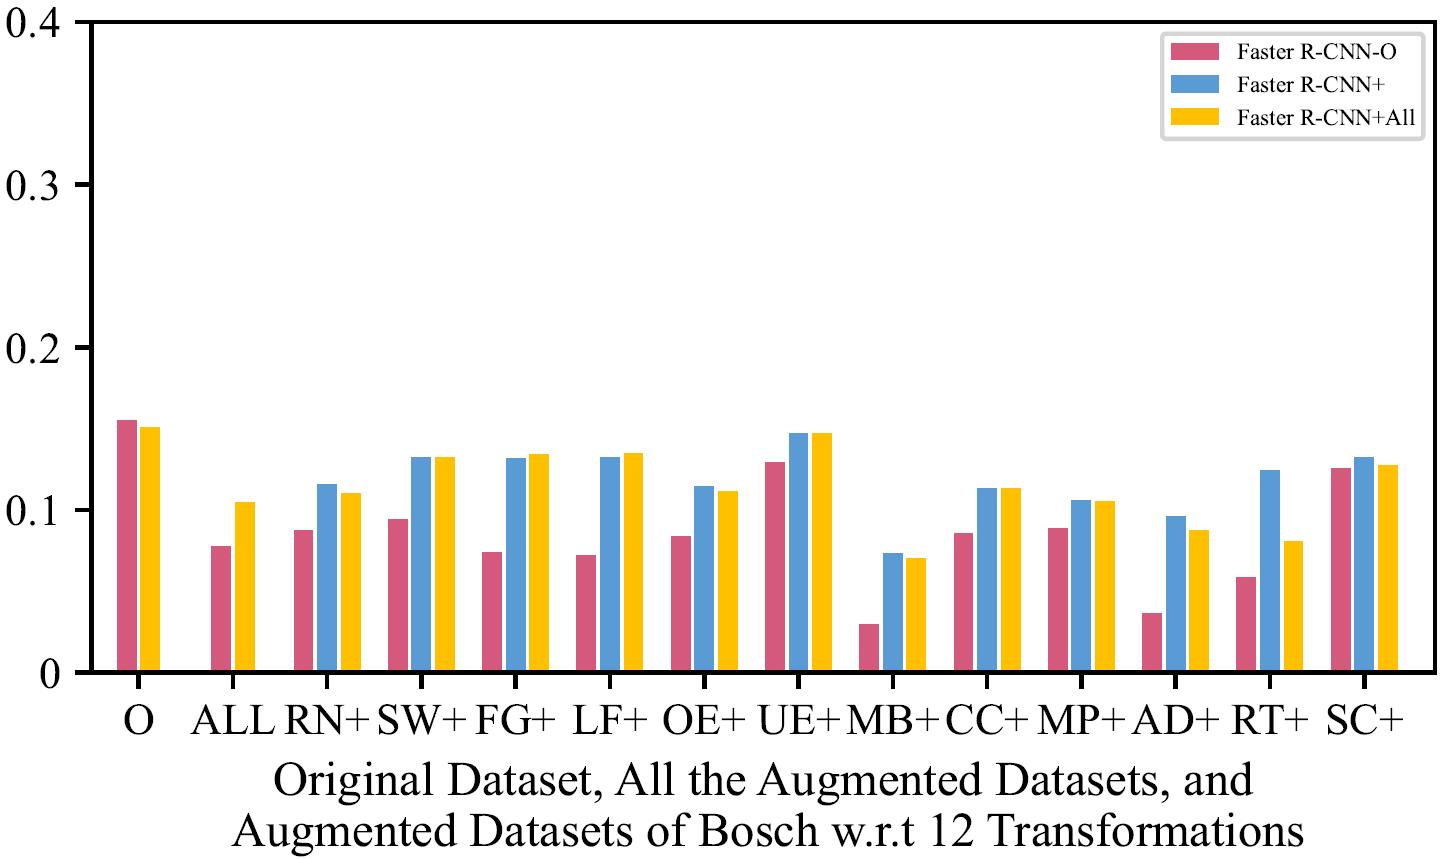 0.4
0.3
0.2
0.1
0
Faster R-CNN-O
Faster R-CNN+
Faster R-CNN+All
O ALL RN+ SW+ FG+ LF+ OE+ UE+ MB+ CC+ MP+ AD+ RT+ SC+
Original Dataset, All the Augmented Datasets, and
Augmented Datasets of Bosch w.r.t 12 Transformations